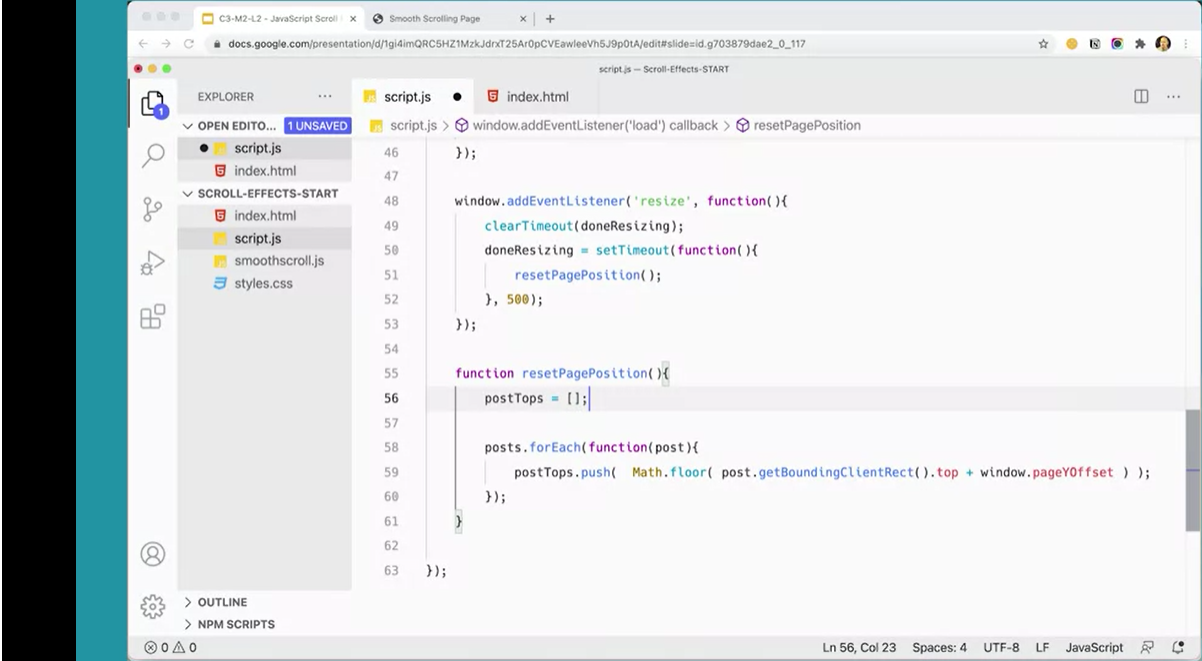 C3-M2-L2 - JavaScript Scroll
Smooth Scrolling Page
docs.google.com/presentation/d/1gi4imQRC5HZ1MzkJdrxT25Ar0pCVEawleeVh5J9p0tA/edit#slide=id.g703879dae2_0_117
script.js — Scroll-Effects-START
1
EXPLORER
OPEN EDITO... 1 UNSAVED
script.js
index.html
SCROLL-EFFECTS-START
index.html
script.js
smoothscroll.js
styles.css
OUTLINE
NPM SCRIPTS
script.js
index.html
script.js > window.addEventListener('load') callback > resetPagePosition
46 });
47
48 window.addEventListener('resize', function(){
49 clearTimeout(doneResizing);
50 doneResizing = setTimeout(function(){
51 resetPagePosition();
52 }, 500);
53 });
54
55 function resetPagePosition(){
56 postTops = [];
57
58 posts.forEach(function(post){
59 postTops.push( Math.floor( post.getBoundingClientRect().top + window.pageYOffset ) );
60 });
61 }
62
63 });
0 0
Ln 56, Col 23 Spaces: 4 UTF-8 LF JavaScript